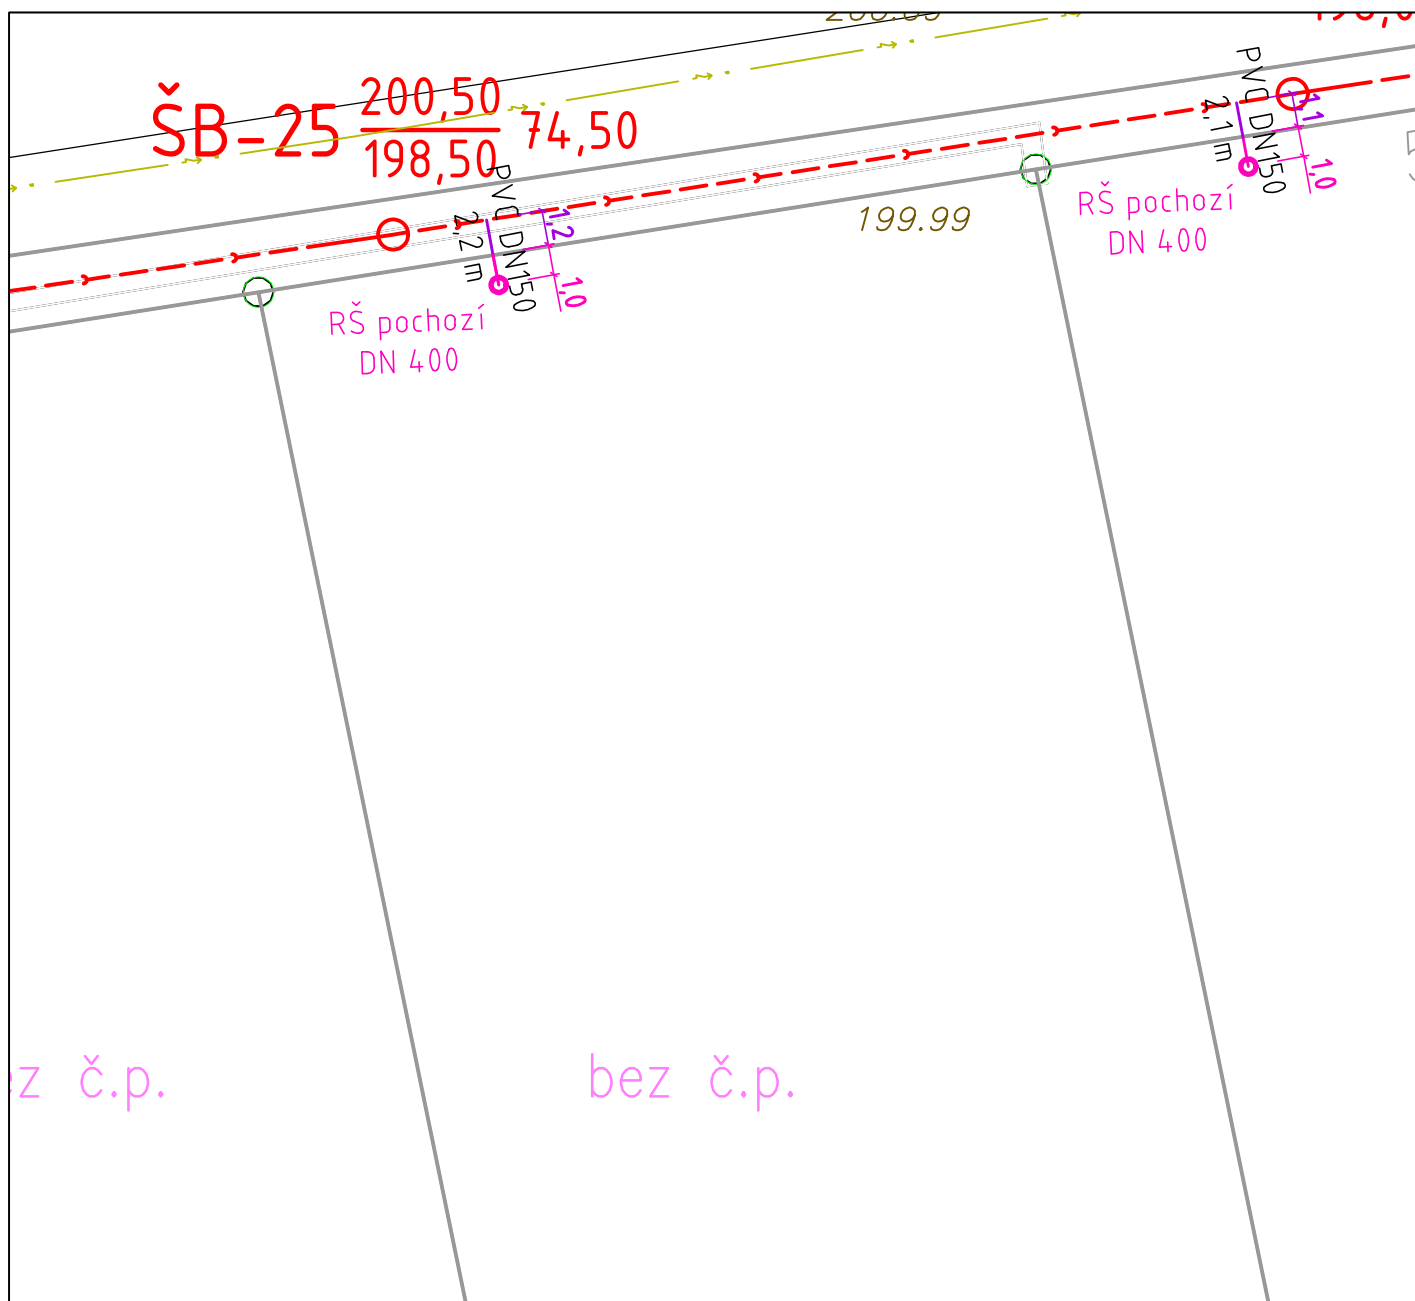 ŠB-25 200,50 74,50
198,50
PVC DN150
2,2 m
1,2
1,0
RŠ pochozí
DN 400
199.99
PVC DN150
2,1 m
1,1
1,0
RŠ pochozí
DN 400
č.p.
bez č.p.